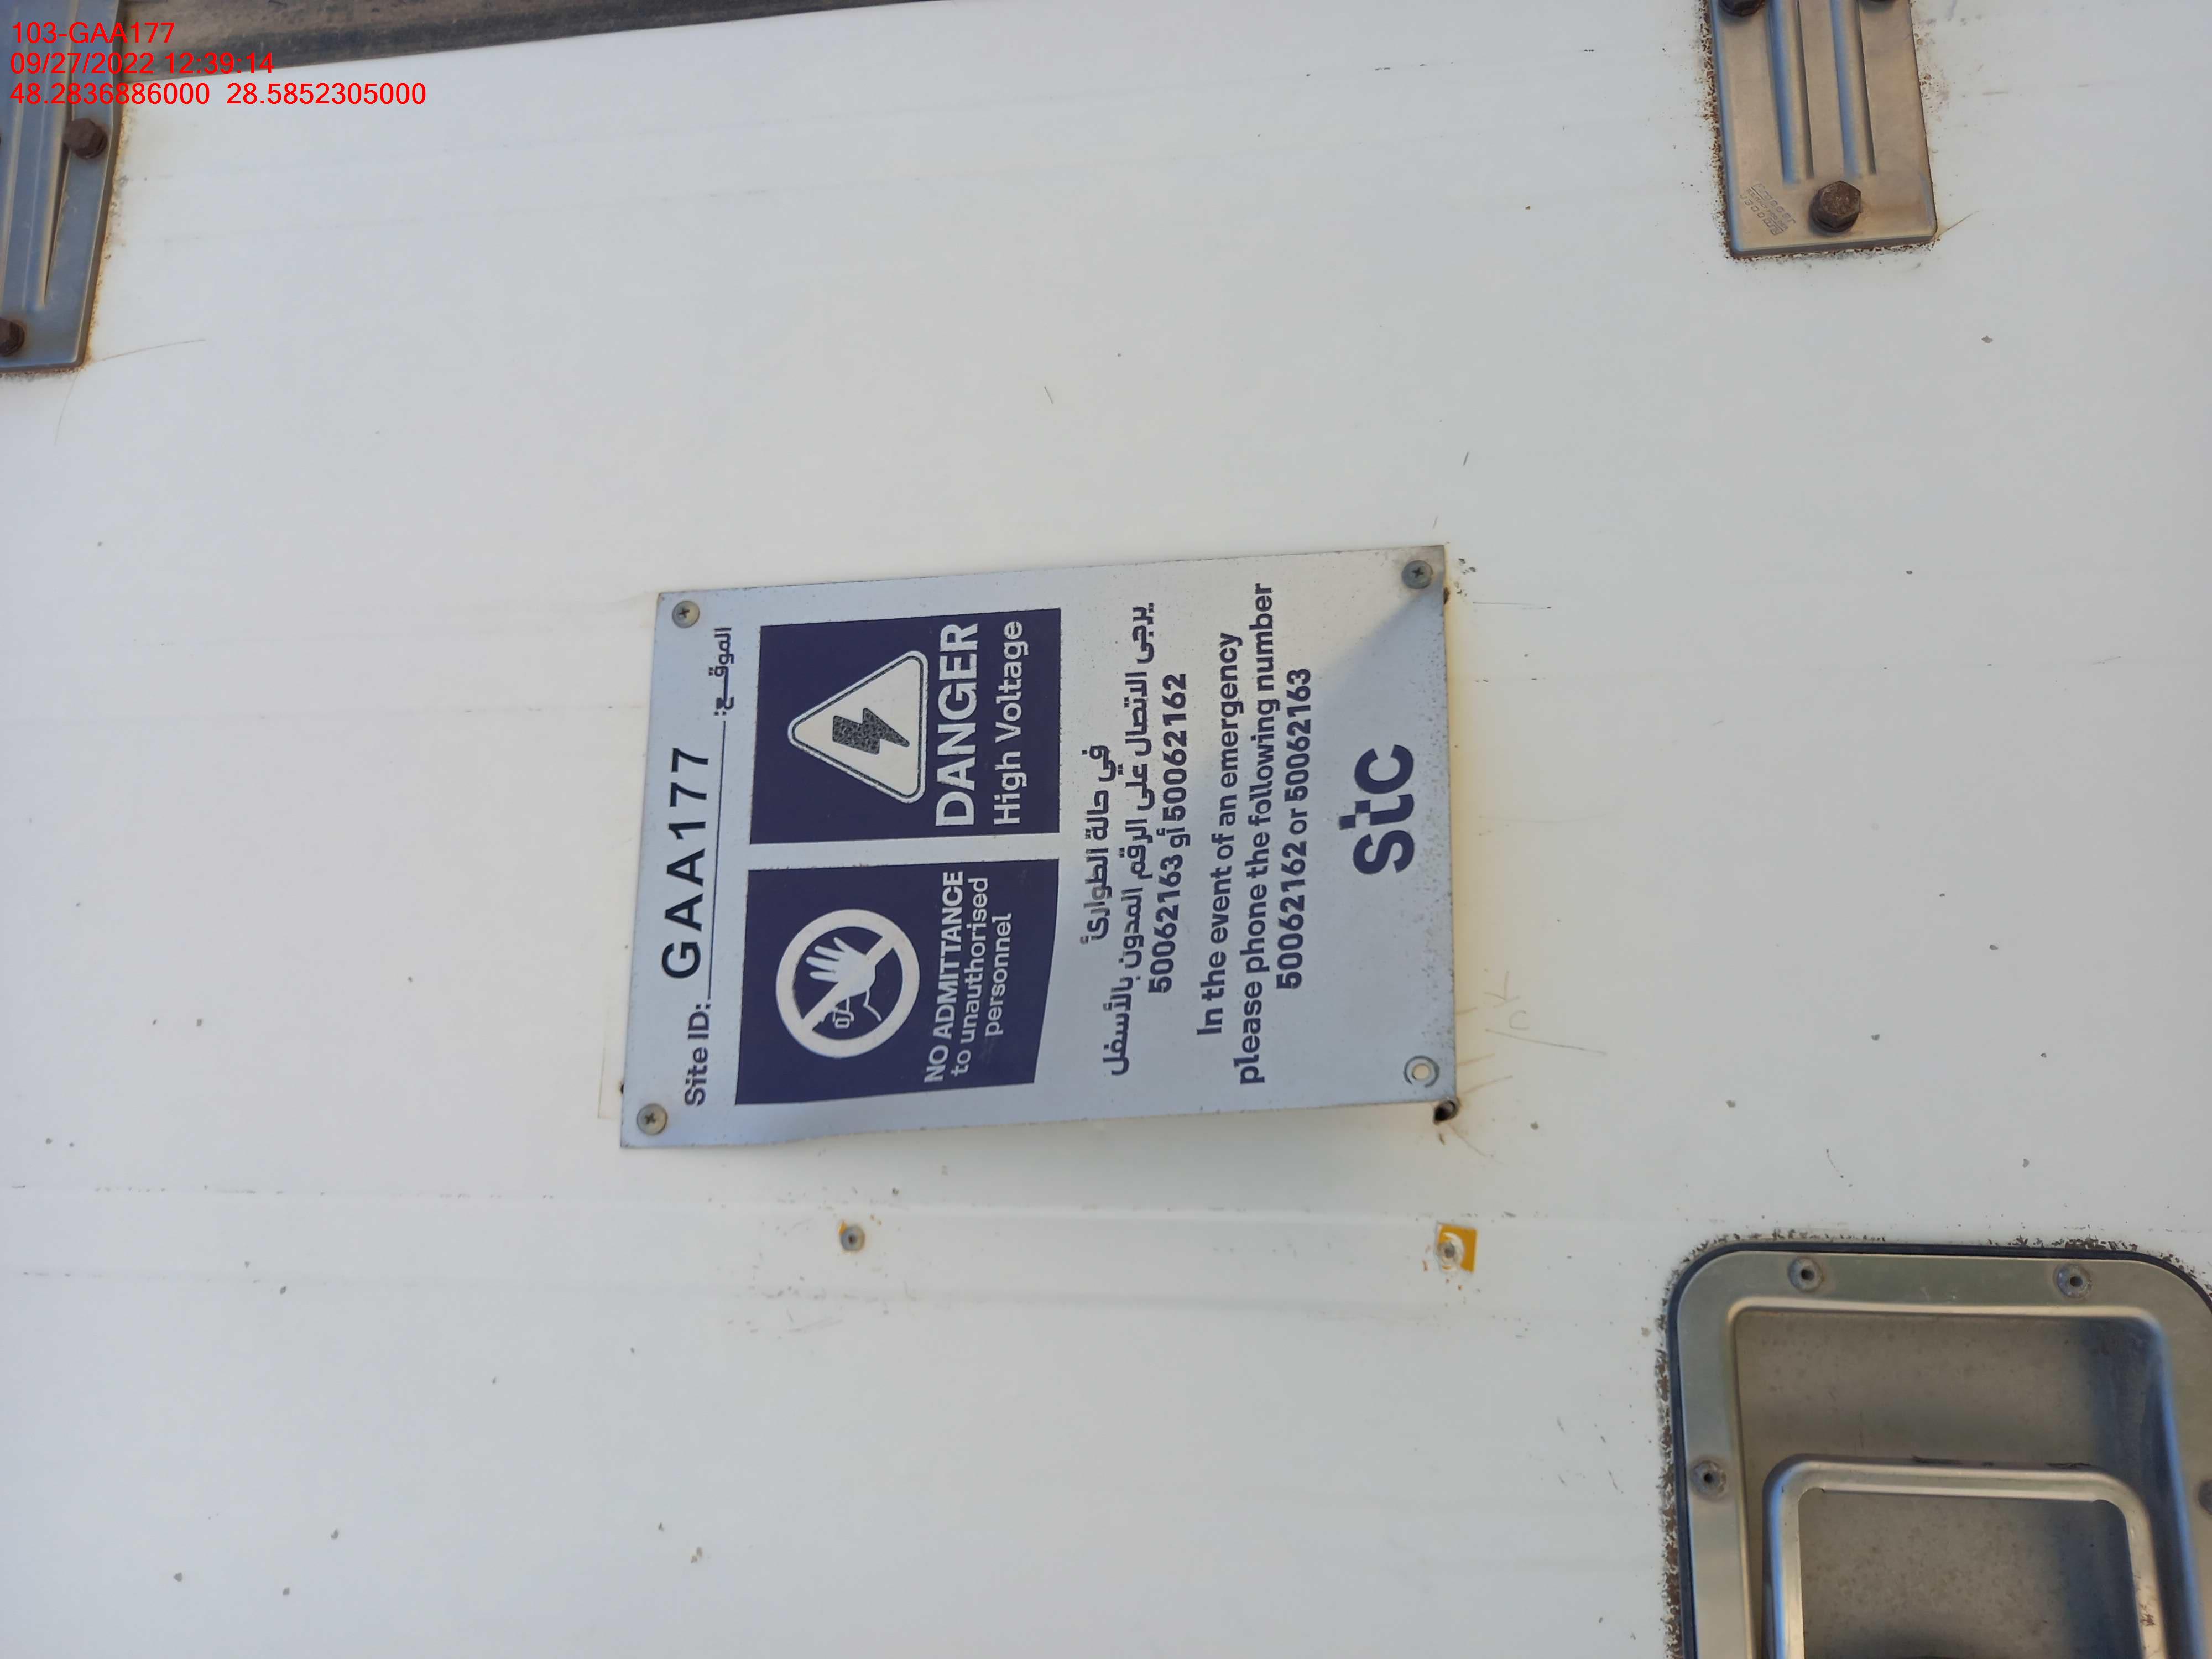 103-GAA177
09/27/2022 12:39:14
48.2836886000 28.5852305000
Site ID: GAA177 الموقـــع:
NO ADMITTANCE
to unauthorised
personnel
DANGER
High Voltage
في حالة الطوارئ
يرجى الاتصال على الرقم المدون بالأسفل
50062162 أو 50062163
In the event of an emergency
please phone the following number
50062162 or 50062163
stc